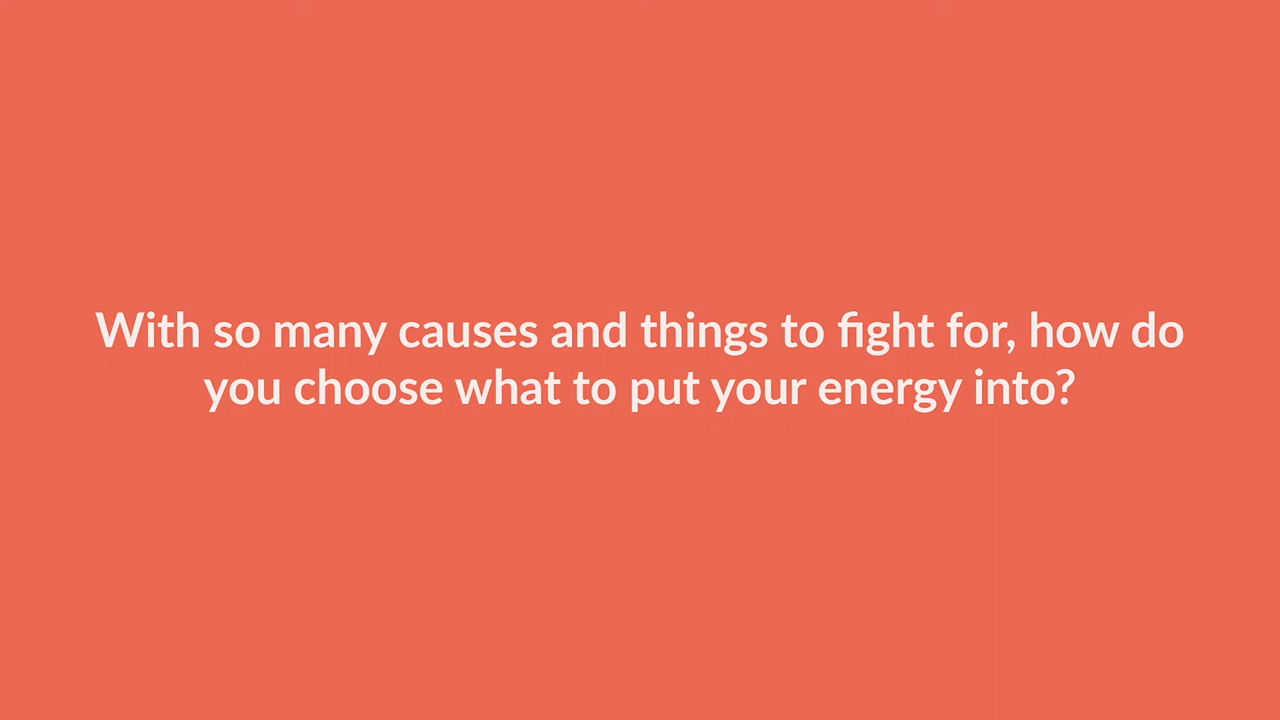 With so many causes and things to fight for, how do
you choose what to put your energy into?